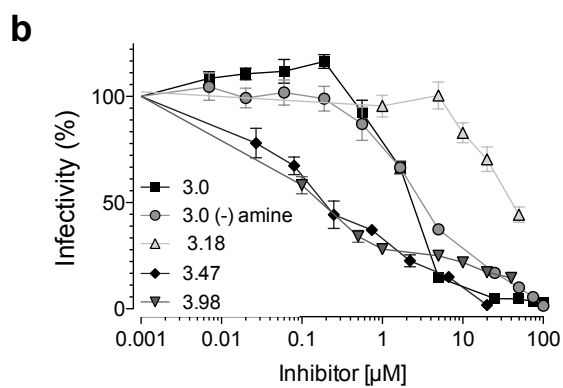 b
Infectivity (%)
100
50
0
3.0
3.0 (-) amine
3.18
3.47
3.98
0.001 0.01 0.1 1 10 100
Inhibitor [µM]